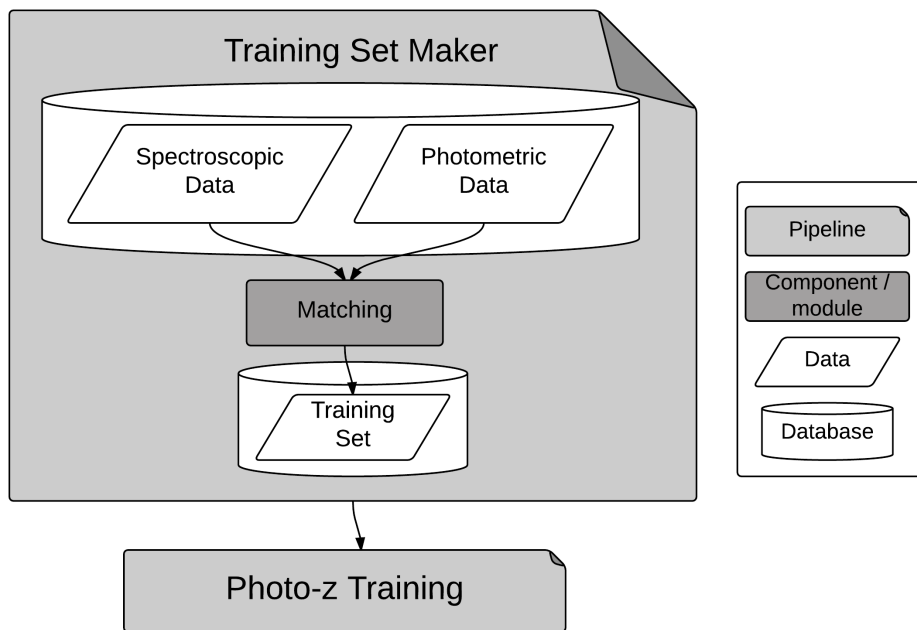 Training Set Maker
Spectroscopic
Data
Photometric
Data
Matching
Training
Set
Photo-z Training
Pipeline
Component /
module
Data
Database